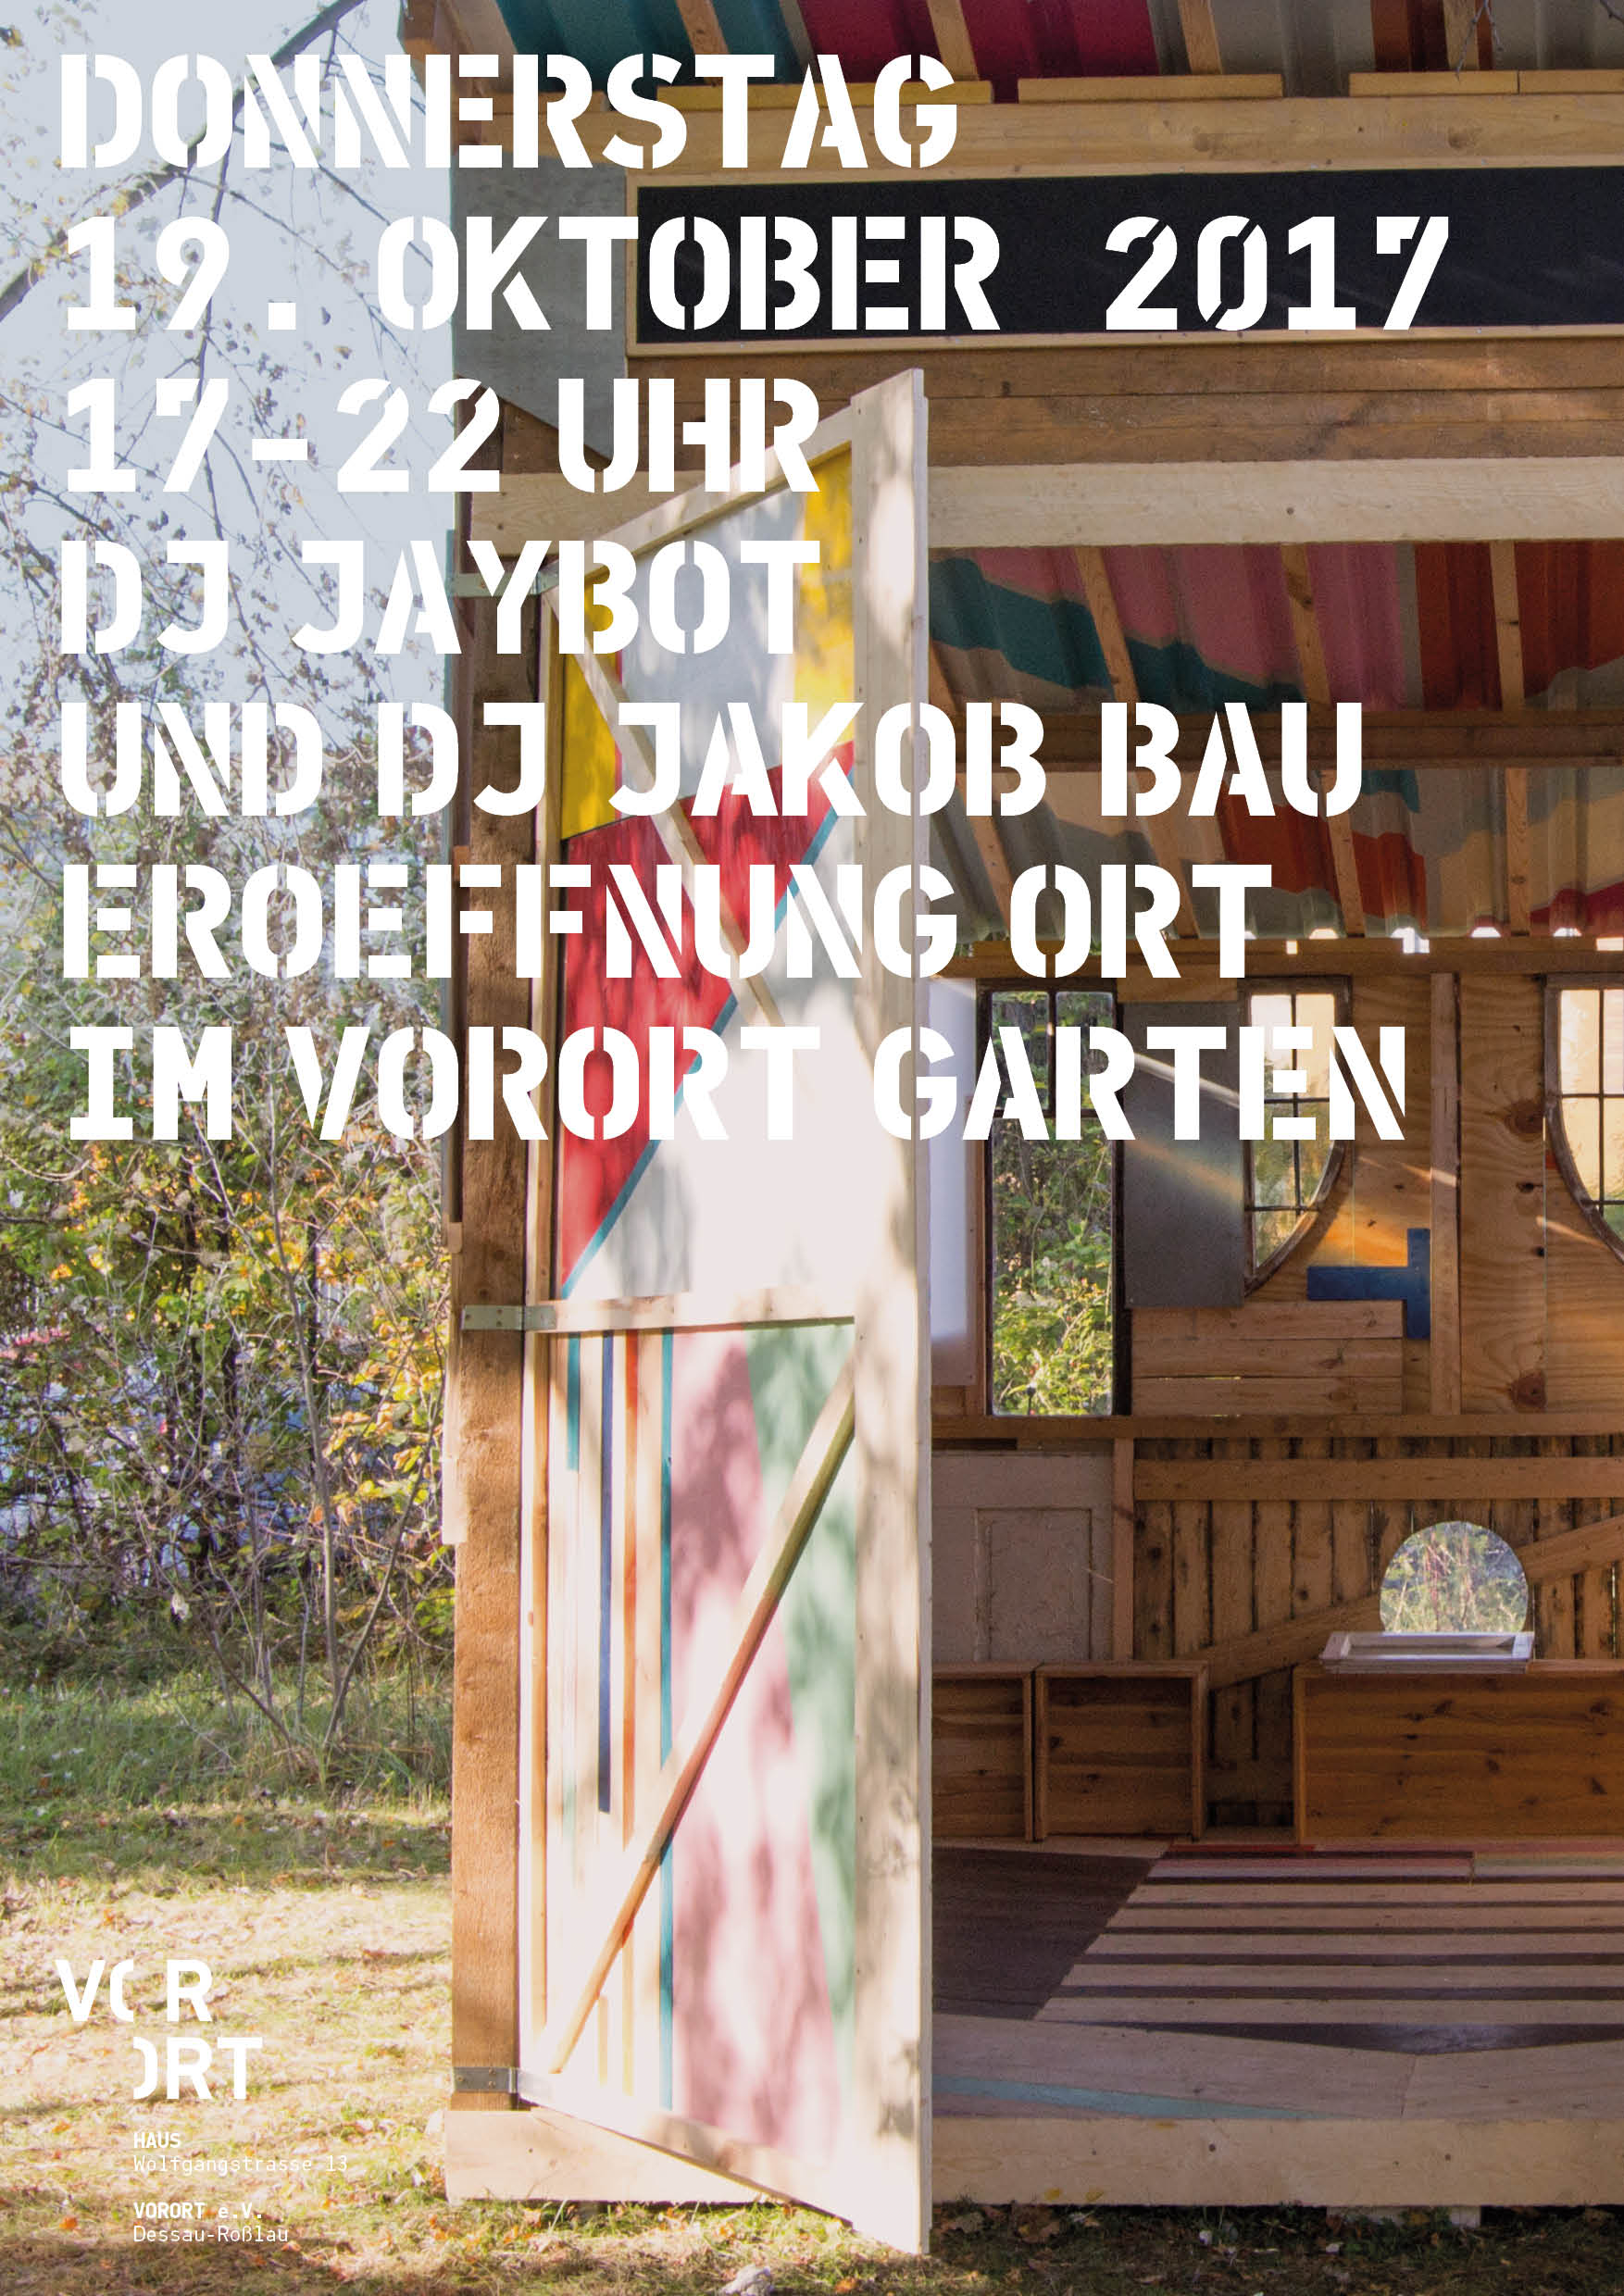 DONNERSTAG
19. OKTOBER 2017
17-22 UHR
DJ JAYBOT
UND DJ JAKOB BAU
EROEFFNUNG ORT
IM VORORT GARTEN
VOR
ORT
HAUS
Wolfgangstrasse 13
VORORT e.V.
Dessau-Roßlau